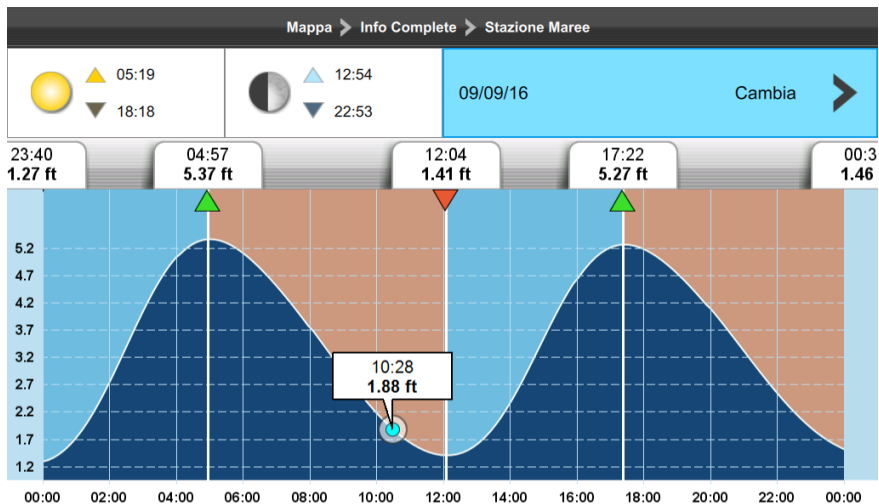 Mappa Info Complete Stazione Maree
05:19
18:18
12:54
22:53
09/09/16 Cambia
23:40 04:57 12:04 17:22 00:3
1.27 ft 5.37 ft 1.41 ft 5.27 ft 1.46
5.2
4.7
4.2
3.7
3.2
2.7
2.2
1.7
1.2
10:28
1.88 ft
00:00 02:00 04:00 06:00 08:00 10:00 12:00 14:00 16:00 18:00 20:00 22:00 00:00